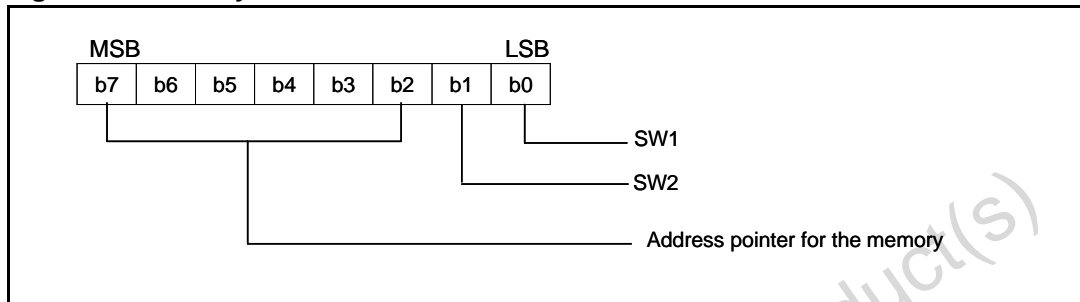 MSB LSB
b7 b6 b5 b4 b3 b2 b1 b0
SW1
SW2
Address pointer for the memory